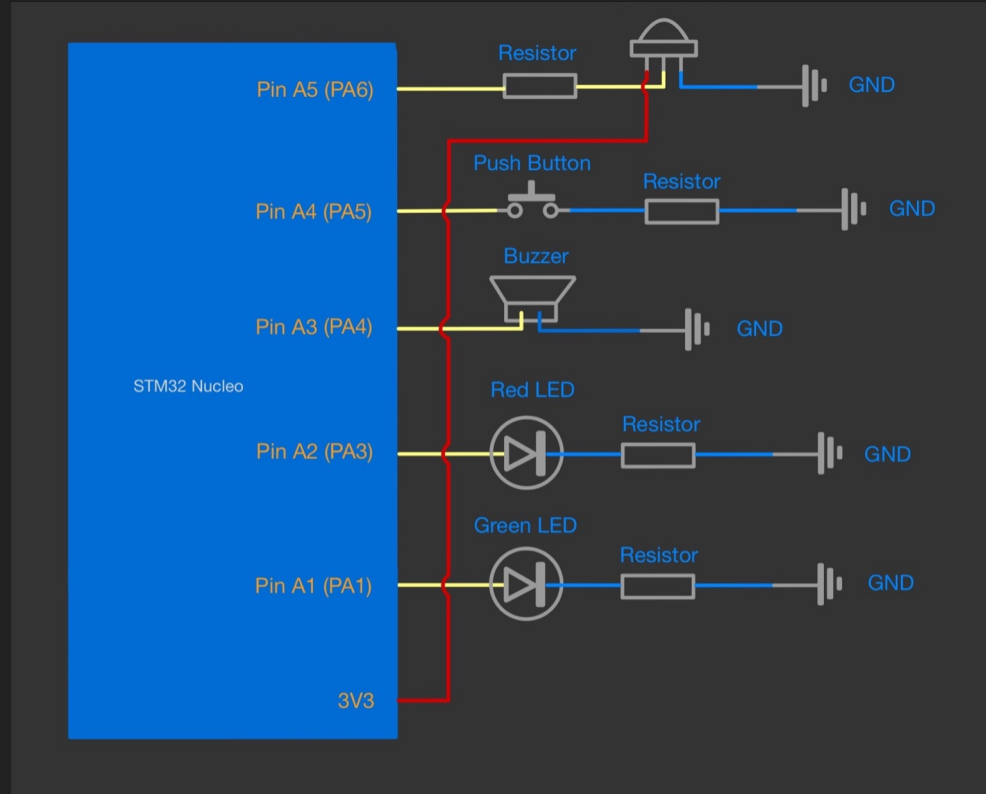 Resistor
Pin A5 (PA6)
GND
Push Button
Resistor
Pin A4 (PA5)
GND
Buzzer
Pin A3 (PA4)
GND
STM32 Nucleo
Red LED
Resistor
Pin A2 (PA3)
GND
Green LED
Resistor
Pin A1 (PA1)
GND
3V3